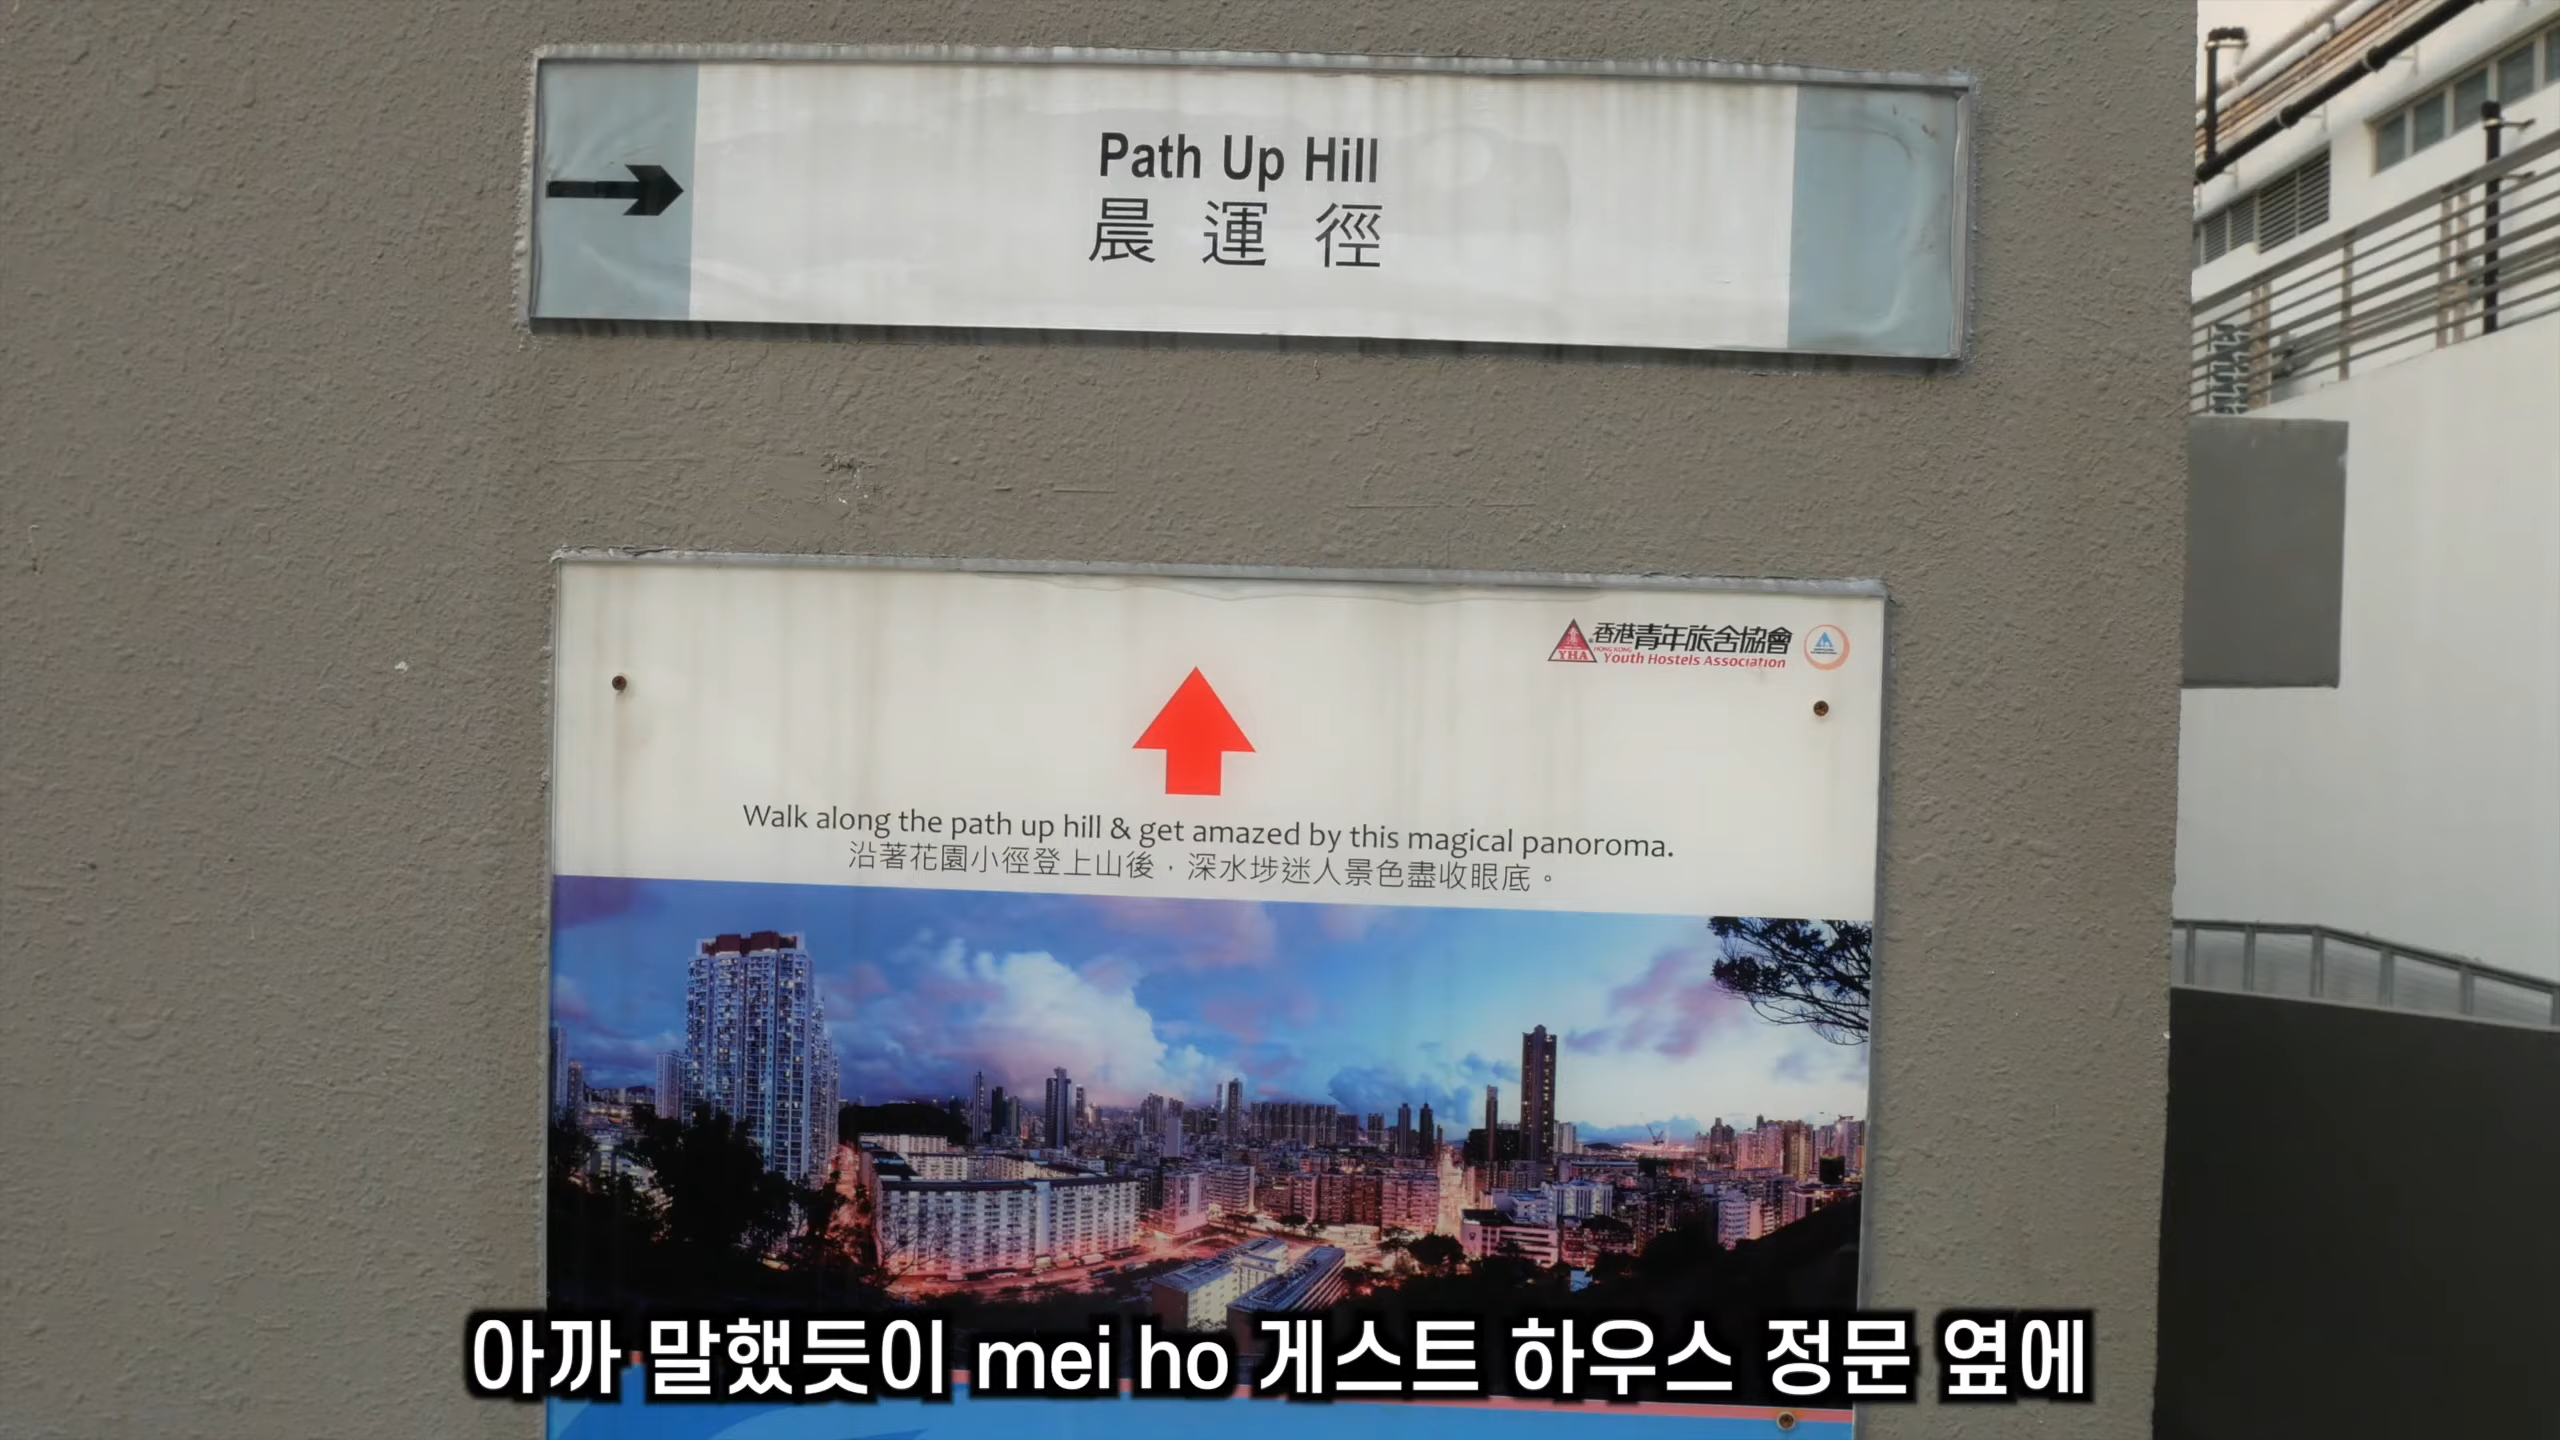 Path Up Hill
晨運徑
香港青年旅舍協會
YHA
HONG KONG
Youth Hostels Association
Walk along the path up hill & get amazed by this magical panoroma.
沿著花園小徑登上山後，深水埗迷人景色盡收眼底。
아까 말했듯이 mei ho 게스트 하우스 정문 옆에